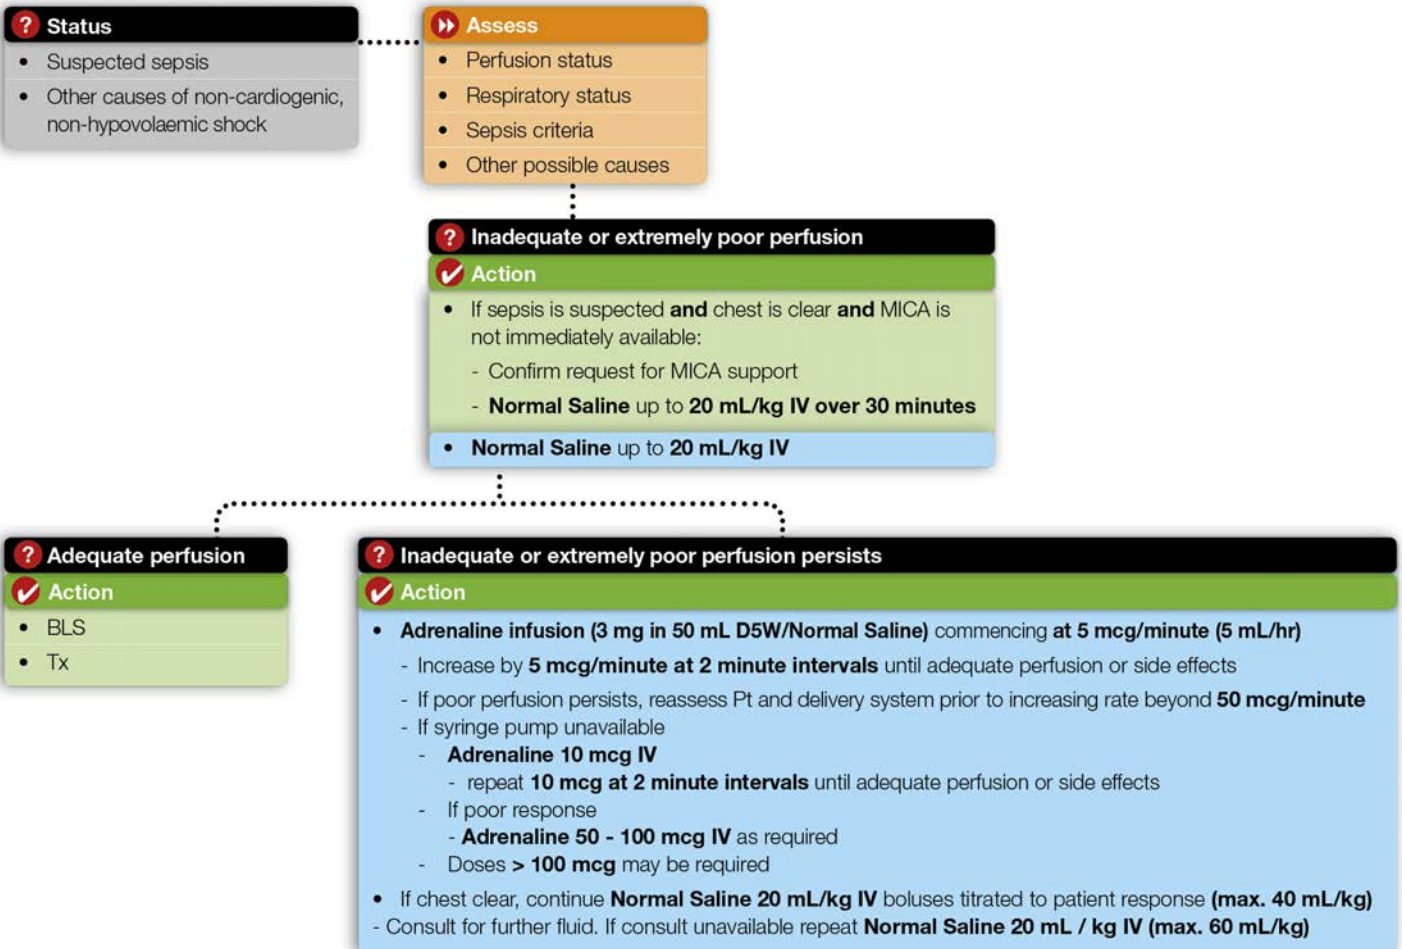 Status
• Suspected sepsis
• Other causes of non-cardiogenic,
non-hypovolaemic shock
Assess
• Perfusion status
• Respiratory status
• Sepsis criteria
• Other possible causes
Inadequate or extremely poor perfusion
Action
• If sepsis is suspected and chest is clear and MICA is
not immediately available:
- Confirm request for MICA support
- Normal Saline up to 20 mL/kg IV over 30 minutes
• Normal Saline up to 20 mL/kg IV
Adequate perfusion
Action
• BLS
• Tx
Inadequate or extremely poor perfusion persists
Action
• Adrenaline infusion (3 mg in 50 mL D5W/Normal Saline) commencing at 5 mcg/minute (5 mL/hr)
- Increase by 5 mcg/minute at 2 minute intervals until adequate perfusion or side effects
- If poor perfusion persists, reassess Pt and delivery system prior to increasing rate beyond 50 mcg/minute
- If syringe pump unavailable
- Adrenaline 10 mcg IV
- repeat 10 mcg at 2 minute intervals until adequate perfusion or side effects
- If poor response
- Adrenaline 50 - 100 mcg IV as required
- Doses > 100 mcg may be required
• If chest clear, continue Normal Saline 20 mL/kg IV boluses titrated to patient response (max. 40 mL/kg)
- Consult for further fluid. If consult unavailable repeat Normal Saline 20 mL / kg IV (max. 60 mL/kg)